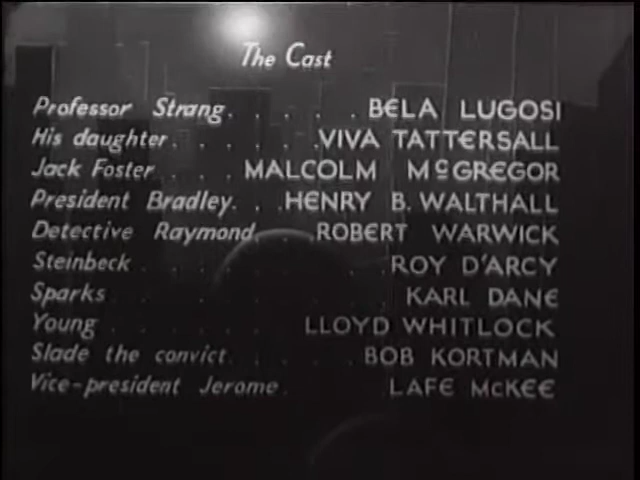 The Cast
Professor Strang. . . . . BELA LUGOSI
His daughter. . . . . .VIVA TATTERSALL
Jack Foster . . . MALCOLM McGREGOR
President Bradley. . .HENRY B. WALTHALL
Detective Raymond. . ROBERT WARWICK
Steinbeck . . . . . .ROY D'ARCY
Sparks . . . . . . KARL DANE
Young . . . . . LLOYD WHITLOCK
Slade the convict. . . . .BOB KORTMAN
Vice-president Jerome. . .LAFE McKEE